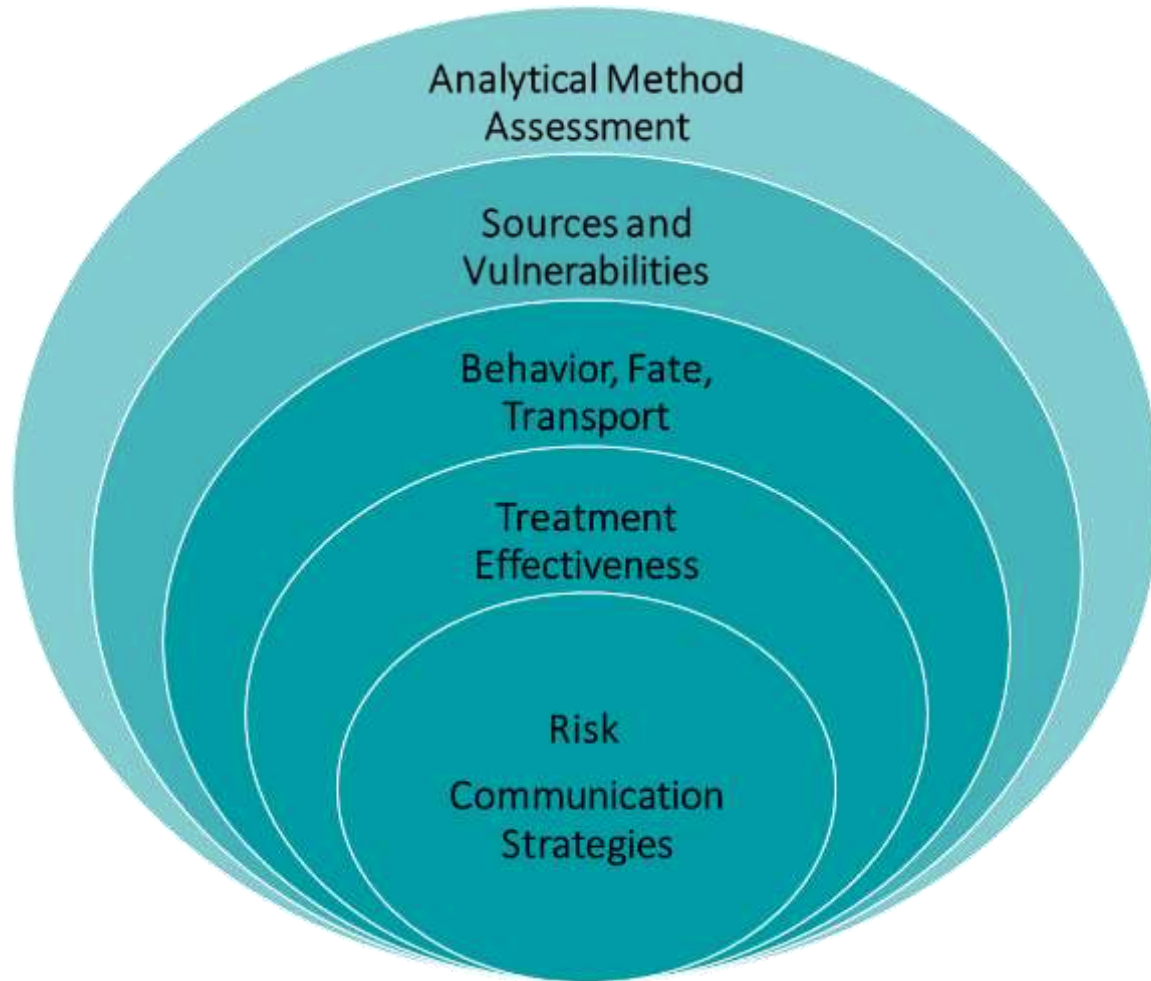 Analytical Method
Assessment
Sources and
Vulnerabilities
Behavior, Fate,
Transport
Treatment
Effectiveness
Risk
Communication
Strategies